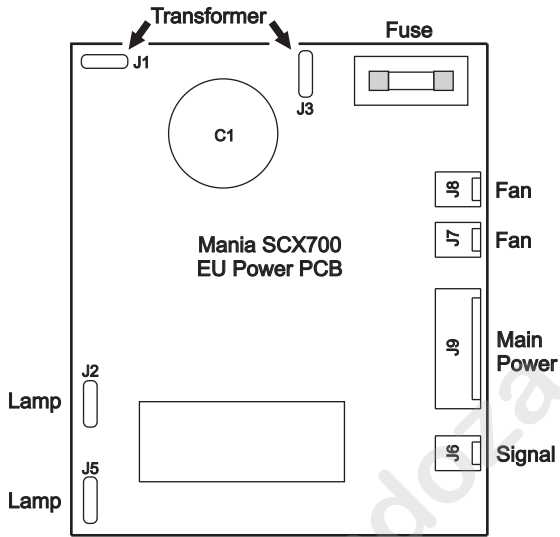 Transformer
Fuse
J1
J3
C1
J8
Fan
J7
Fan
Mania SCX700
EU Power PCB
J9
Main
Power
J2
Lamp
J6
Signal
J5
Lamp
doza